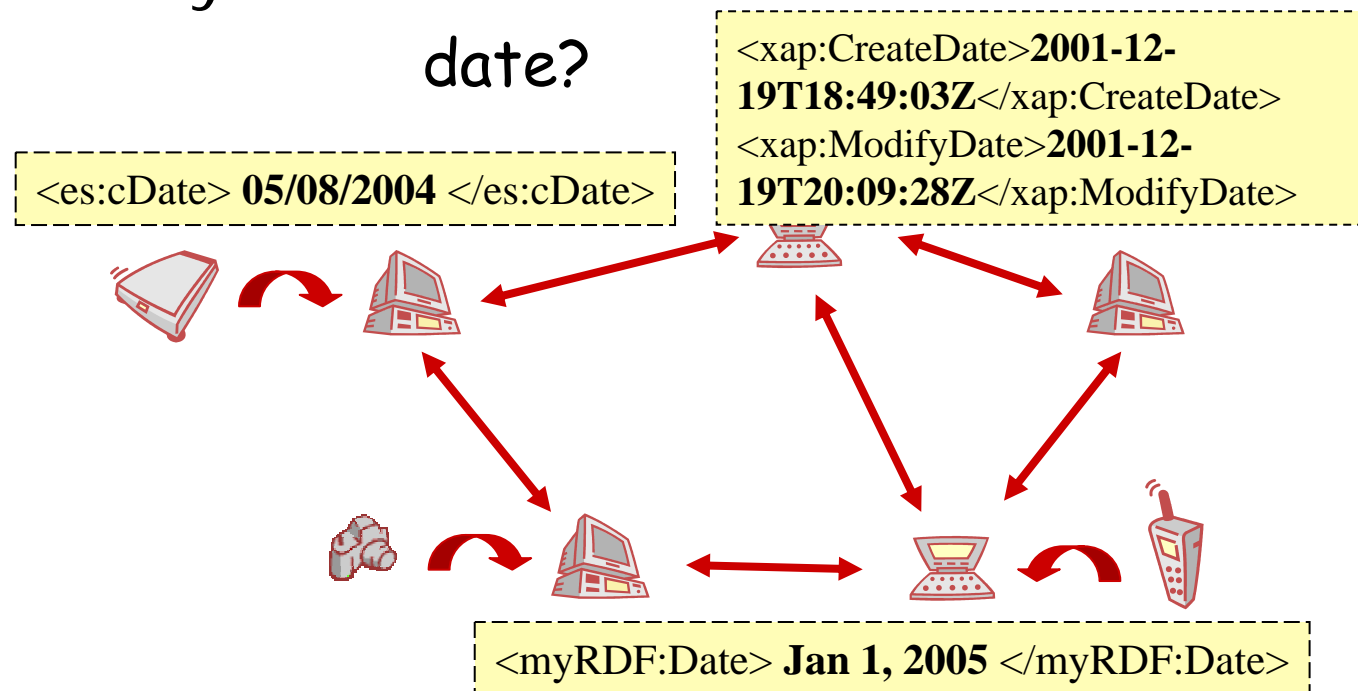 date?
<xap:CreateDate>2001-12-
19T18:49:03Z</xap:CreateDate>
<xap:ModifyDate>2001-12-
19T20:09:28Z</xap:ModifyDate>
<es:cDate> 05/08/2004 </es:cDate>
<myRDF:Date> Jan 1, 2005 </myRDF:Date>